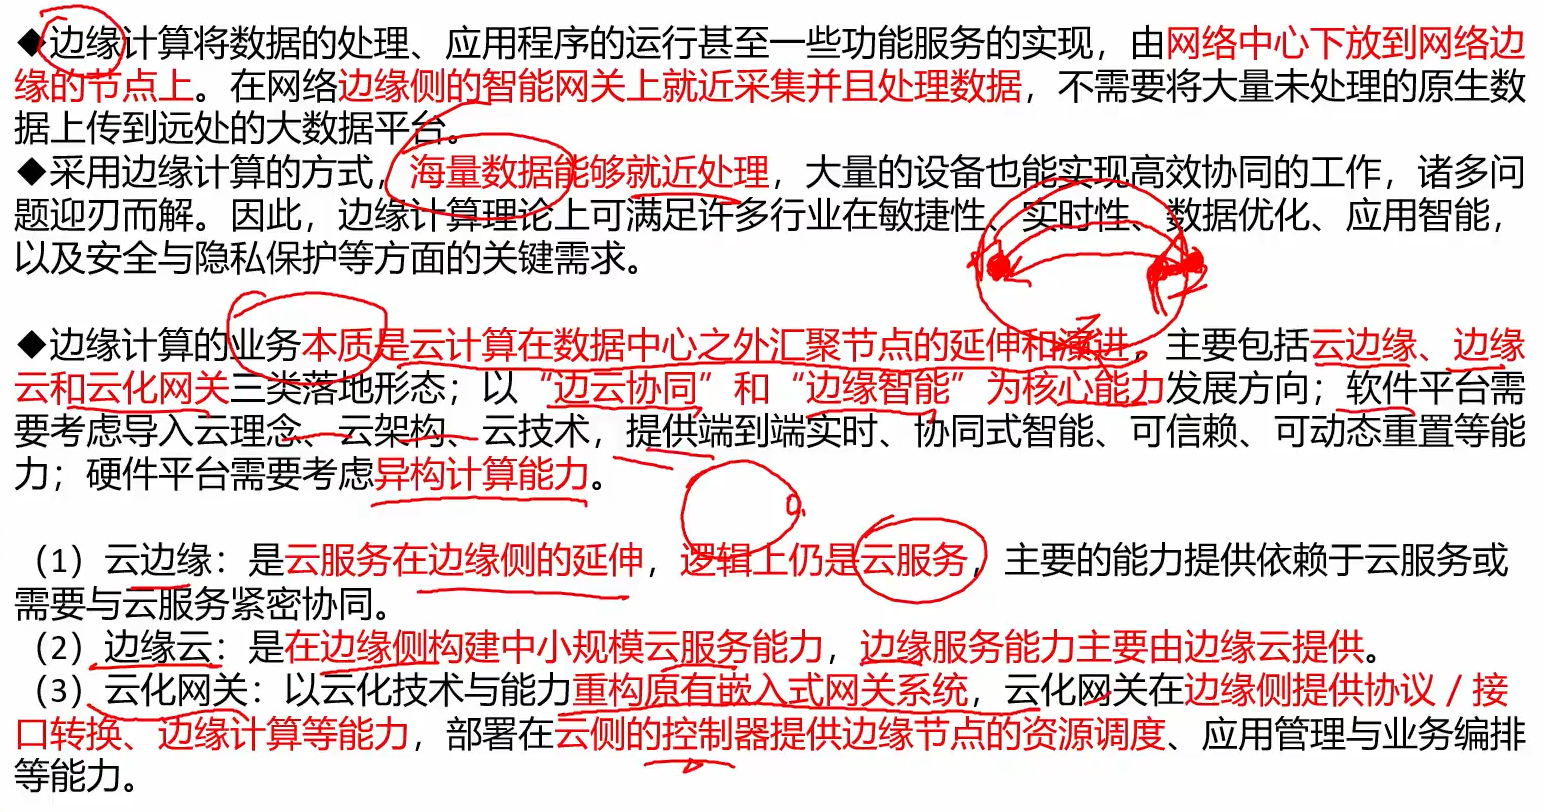 ◆边缘计算将数据的处理、应用程序的运行甚至一些功能服务的实现，由网络中心下放到网络边
缘的节点上。在网络边缘侧的智能网关上就近采集并且处理数据，不需要将大量未处理的原生数
据上传到远处的大数据平台。
◆采用边缘计算的方式，海量数据能够就近处理，大量的设备也能实现高效协同的工作，诸多问
题迎刃而解。因此，边缘计算理论上可满足许多行业在敏捷性、实时性、数据优化、应用智能，
以及安全与隐私保护等方面的关键需求。
◆边缘计算的业务本质是云计算在数据中心之外汇聚节点的延伸和演进，主要包括云边缘、边缘
云和云化网关三类落地形态；以“边云协同”和“边缘智能”为核心能力发展方向；软件平台需
要考虑导入云理念、云架构、云技术，提供端到端实时、协同式智能、可信赖、可动态重置等能
力；硬件平台需要考虑异构计算能力。
（1）云边缘：是云服务在边缘侧的延伸，逻辑上仍是云服务，主要的能力提供依赖于云服务或
需要与云服务紧密协同。
（2）边缘云：是在边缘侧构建中小规模云服务能力，边缘服务能力主要由边缘云提供。
（3）云化网关：以云化技术与能力重构原有嵌入式网关系统，云化网关在边缘侧提供协议／接
口转换、边缘计算等能力，部署在云侧的控制器提供边缘节点的资源调度、应用管理与业务编排
等能力。